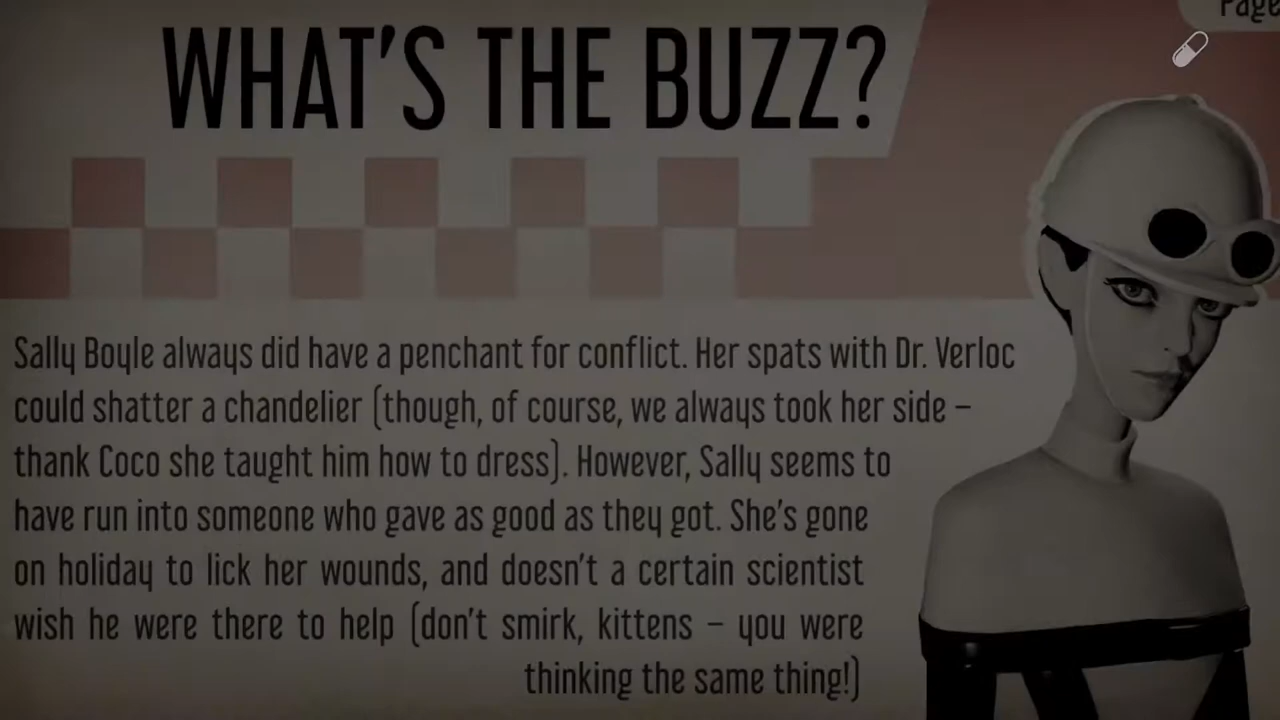 Page
WHAT'S THE BUZZ?
Sally Boyle always did have a penchant for conflict. Her spats with Dr. Verloc
could shatter a chandelier (though, of course, we always took her side –
thank Coco she taught him how to dress). However, Sally seems to
have run into someone who gave as good as they got. She's gone
on holiday to lick her wounds, and doesn't a certain scientist
wish he were there to help (don't smirk, kittens – you were
thinking the same thing!)